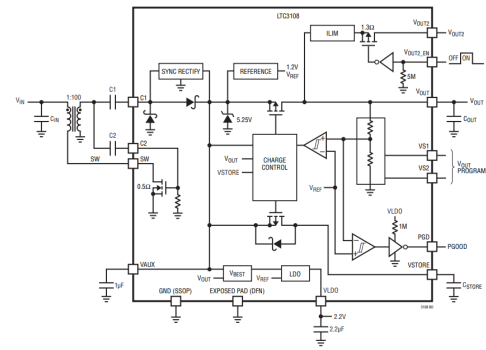 LTC3108
ILIM
1.3Ω
VOUT2
VOUT2
VOUT2_EN
OFF ON
5M
SYNC RECTIFY
REFERENCE
1.2V
VREF
VOUT
VOUT
COUT
1:100
C1
C1
VIN
CIN
5.25V
C2
C2
SW
SW
0.5Ω
CHARGE
CONTROL
VOUT
VSTORE
VREF
VS1
VS2
VOUT
PROGRAM
VLDO
1M
PGD
PGOOD
VSTORE
CSTORE
VAUX
1µF
VOUT
VBEST
VREF
LDO
VLDO
GND (SSOP)
EXPOSED PAD (DFN)
2.2V
2.2µF
3108 BD